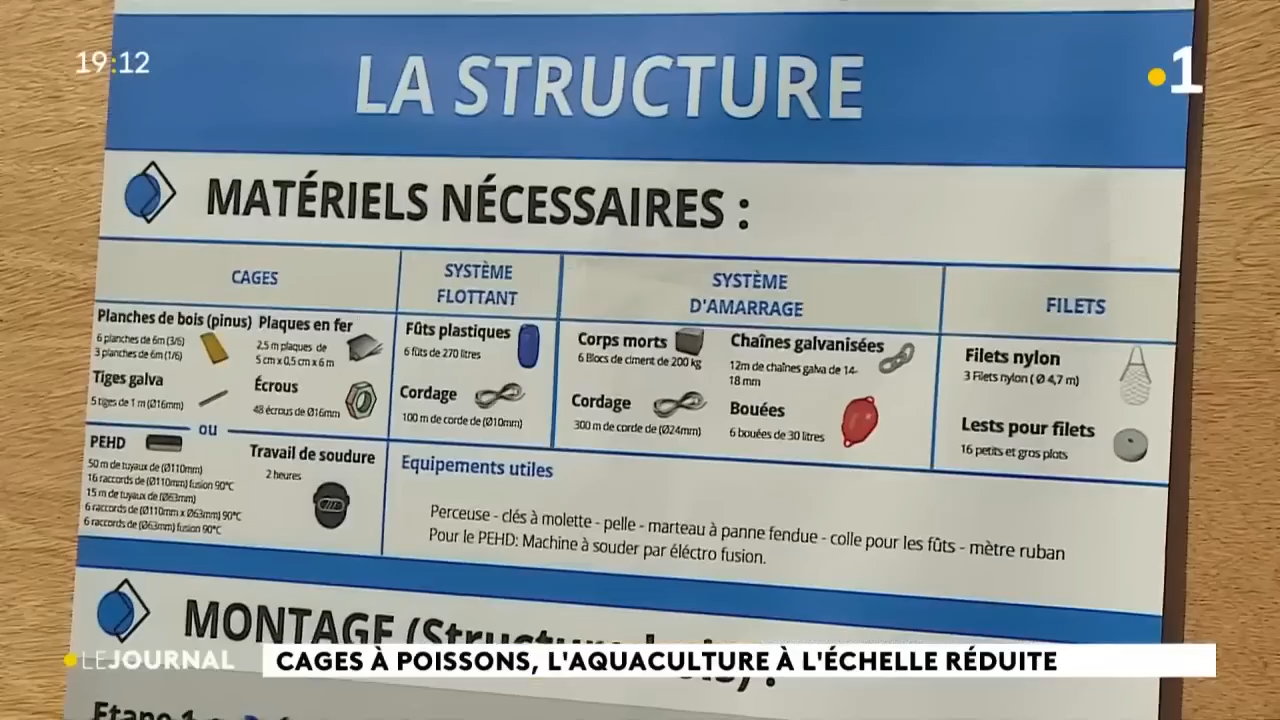 19:12
1
LA STRUCTURE
MATÉRIELS NÉCESSAIRES :
CAGES
Planches de bois (pinus)
6 planches de 6m (3/6)
3 planches de 6m (1/6)
Plaques en fer
2.5 m plaques de
5 cm x 0.5 cm x 6 m
Tiges galva
5 tiges de 1 m (Ø16mm)
Écrous
48 écrous de Ø16mm
ou
PEHD
50 m de tuyaux de (Ø110mm)
16 raccords de (Ø110mm) fusion 90°C
15 m de tuyaux de (Ø63mm)
6 raccords de (Ø110mm x Ø63mm) 90°C
6 raccords de (Ø63mm) fusion 90°C
Travail de soudure
2 heures
SYSTÈME
FLOTTANT
Fûts plastiques
6 fûts de 270 litres
Cordage
100 m de corde de (Ø10mm)
SYSTÈME
D'AMARRAGE
Corps morts
6 Blocs de ciment de 200 kg
Chaînes galvanisées
12m de chaînes galva de 14-
18 mm
Cordage
300 m de corde de (Ø24mm)
Bouées
6 bouées de 30 litres
FILETS
Filets nylon
3 Filets nylon ( Ø 4,7 m)
Lests pour filets
16 petits et gros plots
Equipements utiles
Perceuse - clés à molette - pelle - marteau à panne fendue - colle pour les fûts - mètre ruban
Pour le PEHD: Machine à souder par éléctro fusion.
MONTAGE (Structure bois) :
LE JOURNAL
CAGES À POISSONS, L'AQUACULTURE À L'ÉCHELLE RÉDUITE
Etape 1